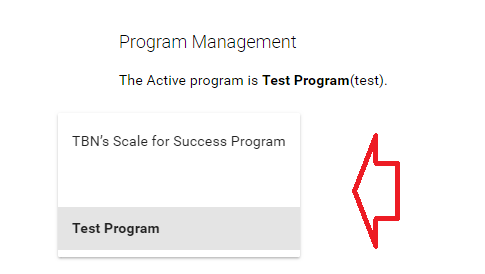 Program Management
The Active program is Test Program(test).
TBN’s Scale for Success Program
Test Program